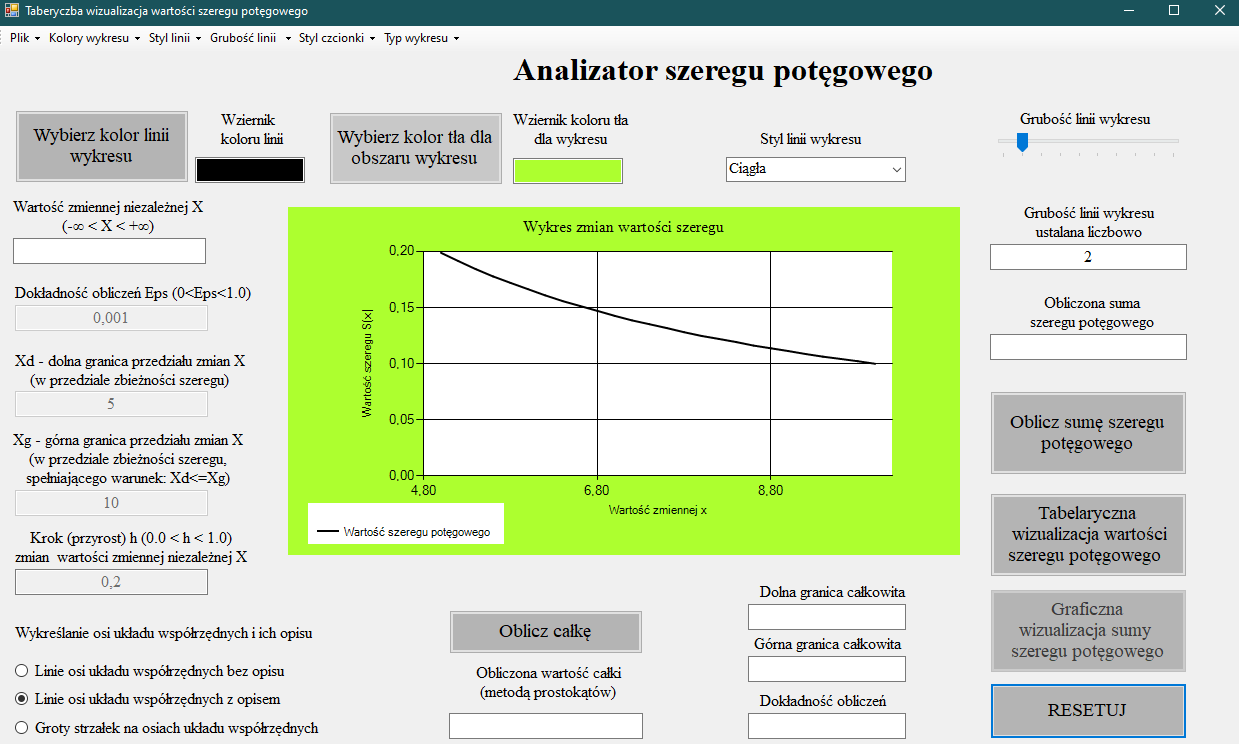 Taberyczba wizualizacja wartości szeregu potęgowego
Plik Kolory wykresu Styl linii Grubość linii Styl czcionki Typ wykresu
Analizator szeregu potęgowego
Wybierz kolor linii
wykresu
Wziernik
koloru linii
Wybierz kolor tła dla
obszaru wykresu
Wziernik koloru tła
dla wykresu
Styl linii wykresu
Ciągła
Grubość linii wykresu
Wartość zmiennej niezależnej X
(-∞ < X < +∞)
Dokładność obliczeń Eps (0<Eps<1.0)
0,001
Xd - dolna granica przedziału zmian X
(w przedziale zbieżności szeregu)
5
Xg - górna granica przedziału zmian X
(w przedziale zbieżności szeregu,
spełniającego warunek: Xd<=Xg)
10
Krok (przyrost) h (0.0 < h < 1.0)
zmian wartości zmiennej niezależnej X
0,2
Wykreślanie osi układu współrzędnych i ich opisu
Linie osi układu współrzędnych bez opisu
Linie osi układu współrzędnych z opisem
Groty strzałek na osiach układu współrzędnych
Wykres zmian wartości szeregu
0,20
0,15
0,10
0,05
0,00
Wartość szeregu S(x)
4,80 6,80 8,80
Wartość zmiennej x
Wartość szeregu potęgowego
Oblicz całkę
Obliczona wartość całki
(metodą prostokątów)
Dolna granica całkowita
Górna granica całkowita
Dokładność obliczeń
Grubość linii wykresu
ustalana liczbowo
2
Obliczona suma
szeregu potęgowego
Oblicz sumę szeregu
potęgowego
Tabelaryczna
wizualizacja wartości
szeregu potęgowego
Graficzna
wizualizacja sumy
szeregu potęgowego
RESETUJ